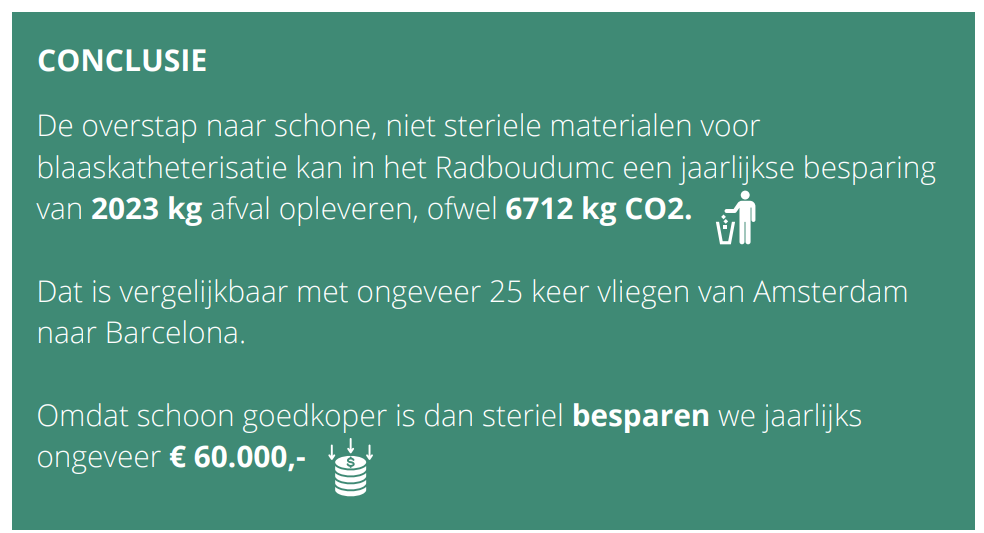 CONCLUSIE
De overstap naar schone, niet steriele materialen voor
blaaskatheterisatie kan in het Radboudumc een jaarlijkse besparing
van 2023 kg afval opleveren, ofwel 6712 kg CO2.
Dat is vergelijkbaar met ongeveer 25 keer vliegen van Amsterdam
naar Barcelona.
Omdat schoon goedkoper is dan steriel besparen we jaarlijks
ongeveer € 60.000,-
$